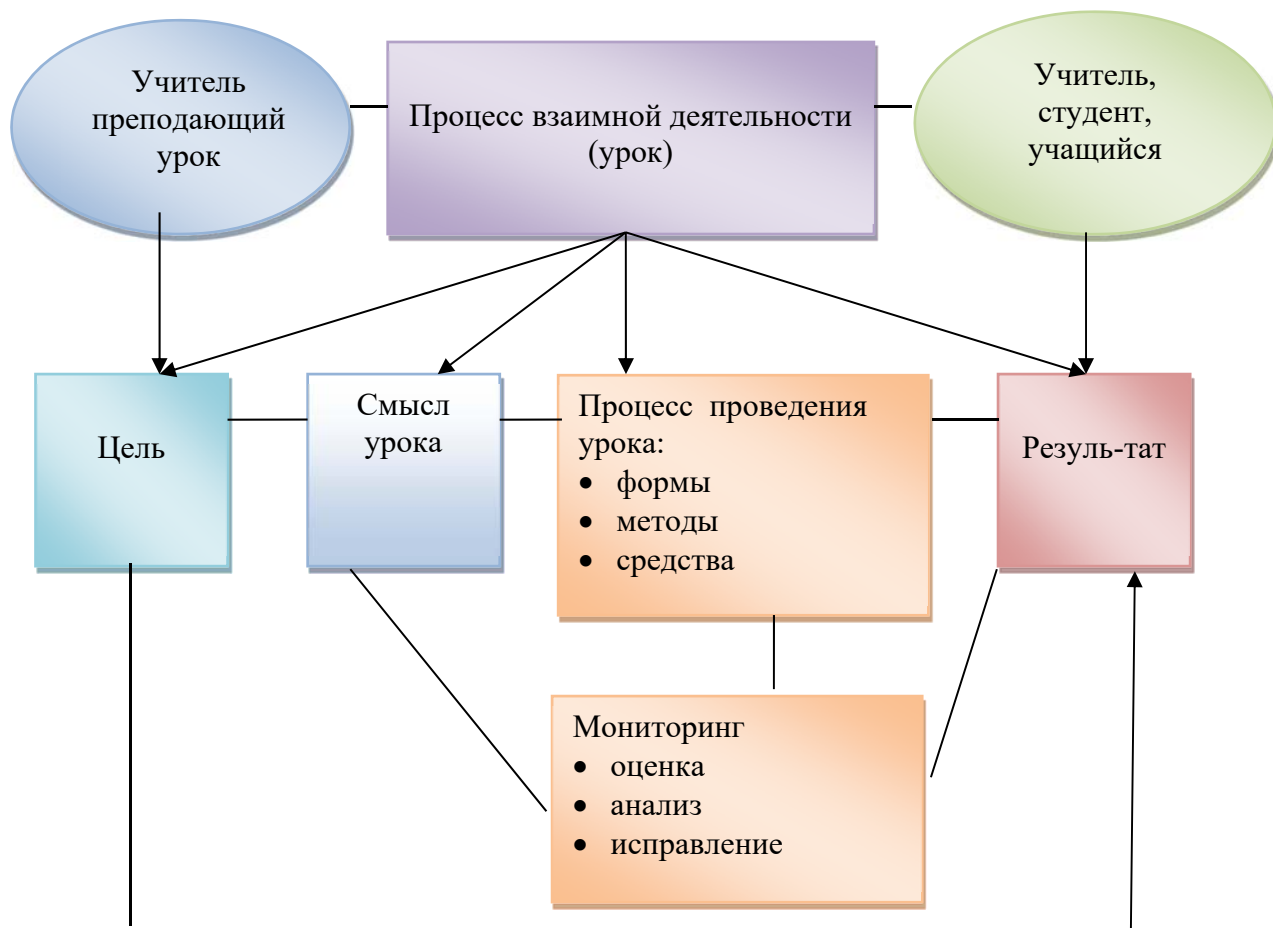 Учитель
преподающий
урок
Процесс взаимной деятельности
(урок)
Учитель,
студент,
учащийся
Цель
Смысл
урока
Процесс проведения
урока:
• формы
• методы
• средства
Резуль-тат
Мониторинг
• оценка
• анализ
• исправление